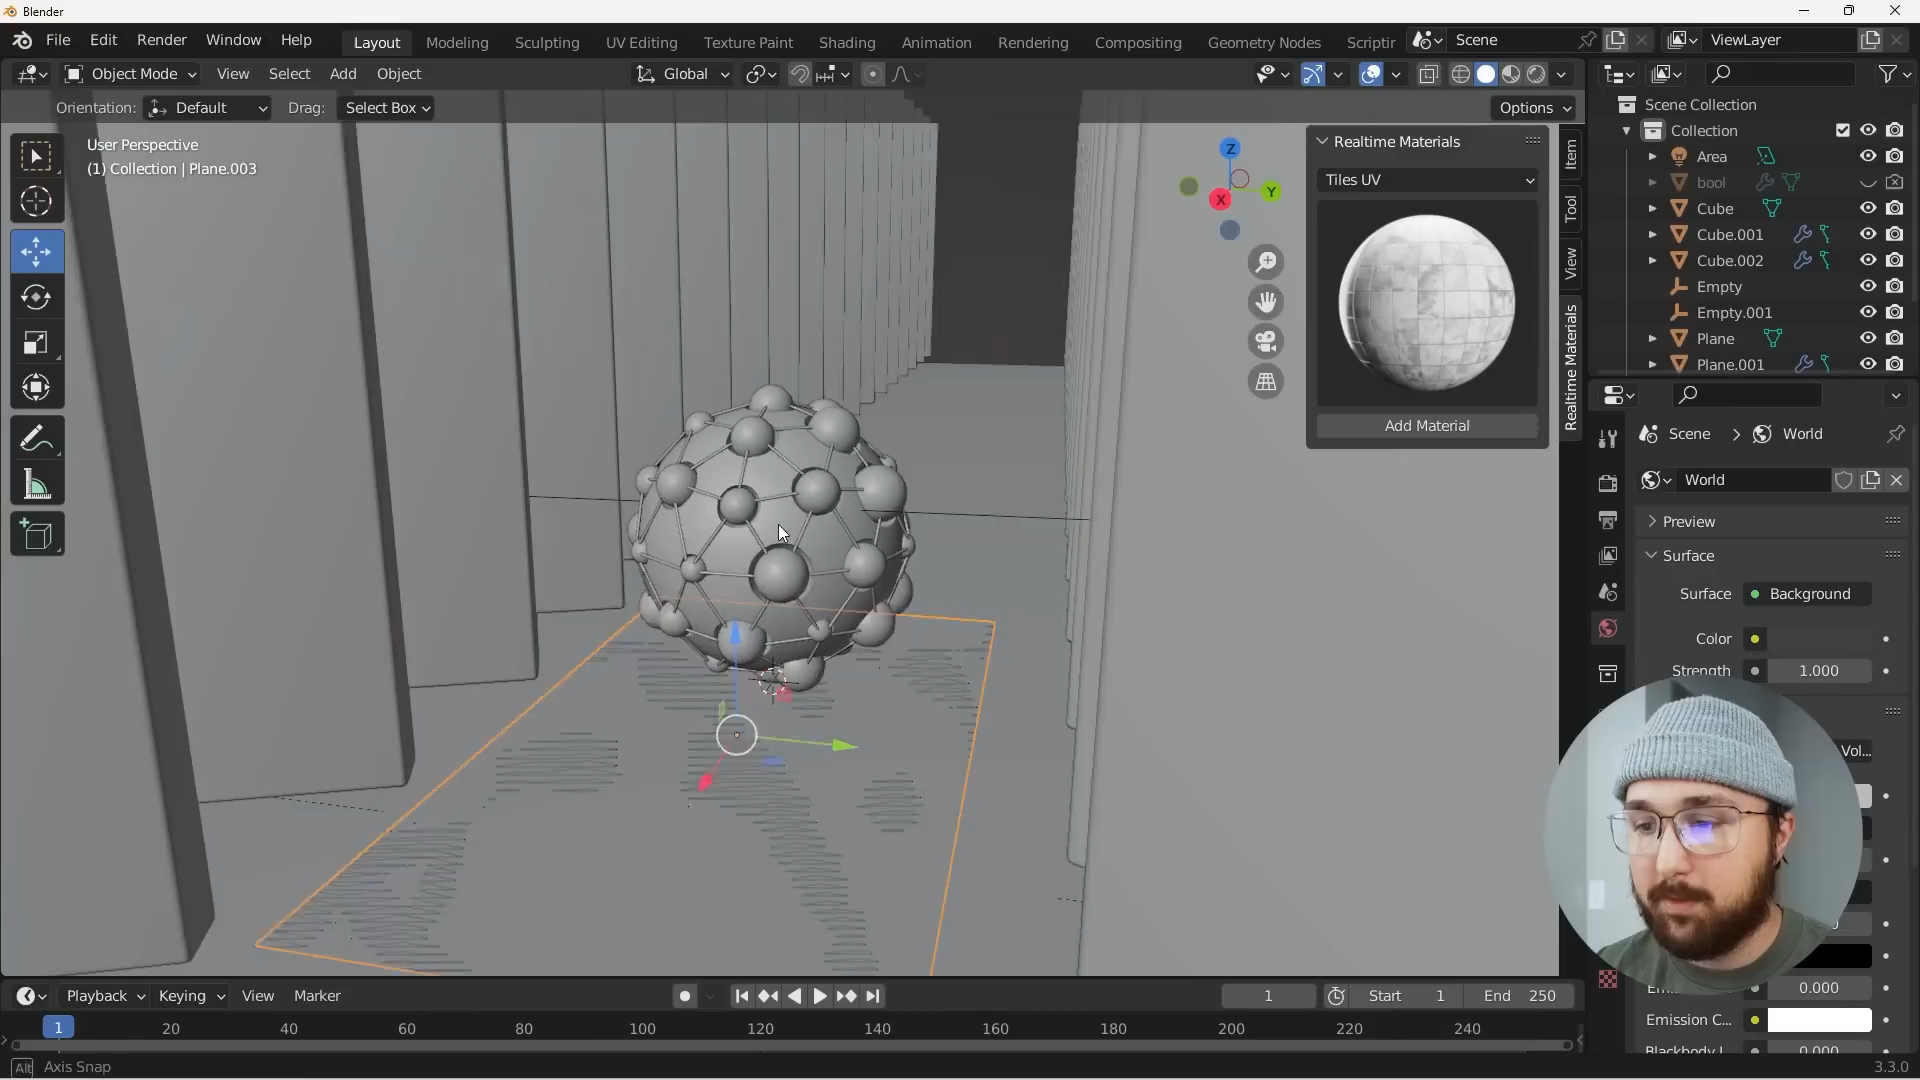 Blender
File Edit Render Window Help
Layout Modeling Sculpting UV Editing Texture Paint Shading Animation Rendering Compositing Geometry Nodes Scriptir
Scene
ViewLayer
Object Mode View Select Add Object
Global
Orientation: Default Drag: Select Box
Options
User Perspective
(1) Collection | Plane.003
Z
Y
X
Realtime Materials
Tiles UV
Add Material
Item
Tool
View
Realtime Materials
Scene Collection
Collection
Area
bool
Cube
Cube.001
Cube.002
Empty
Empty.001
Plane
Plane.001
Scene World
World
Preview
Surface
Surface Background
Color
Strength 1.000
Vol...
0.000
Emission C...
0.000
Playback Keying View Marker
1
Start 1
End 250
1 20 40 60 80 100 120 140 160 180 200 220 240
Alt Axis Snap
3.3.0